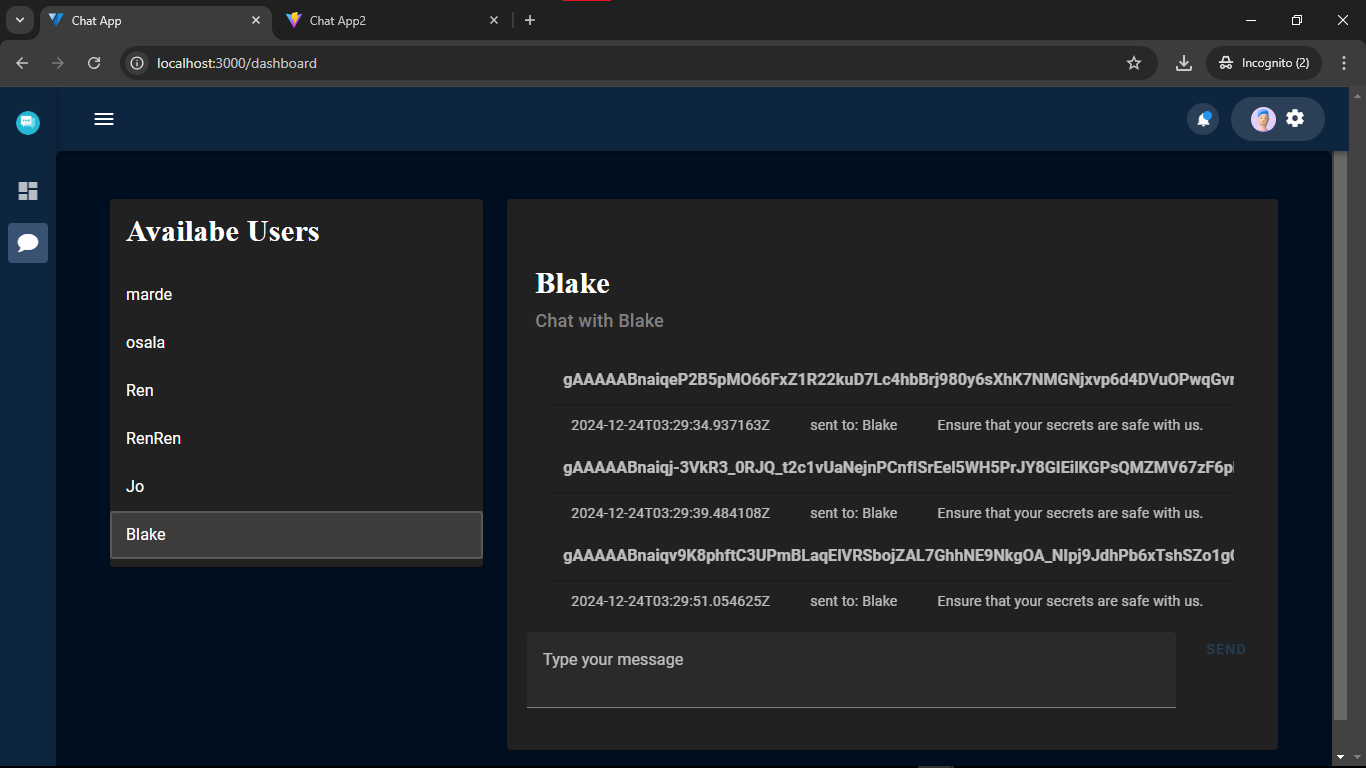 Chat App
Chat App2
localhost:3000/dashboard
Incognito (2)
Availabe Users
marde
osala
Ren
RenRen
Jo
Blake
Blake
Chat with Blake
gAAAAABnaiqeP2B5pMO66FxZ1R22kuD7Lc4hbBrj980y6sXhK7NMGNjxvp6d4DVuOPwqGvr
2024-12-24T03:29:34.937163Z sent to: Blake Ensure that your secrets are safe with us.
gAAAAABnaiqj-3VkR3_0RJQ_t2c1vUaNejnPCnfISrEeI5WH5PrJY8GIEiIKGPsQMZMV67zF6pl
2024-12-24T03:29:39.484108Z sent to: Blake Ensure that your secrets are safe with us.
gAAAAABnaiqv9K8phftC3UPmBLaqEIVRSbojZAL7GhhNE9NkgOA_NIpj9JdhPb6xTshSZo1g(
2024-12-24T03:29:51.054625Z sent to: Blake Ensure that your secrets are safe with us.
Type your message
SEND